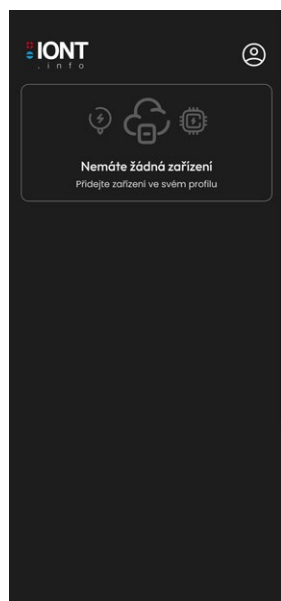 IONT
.info
Nemáte žádná zařízení
Přidejte zařízení ve svém profilu